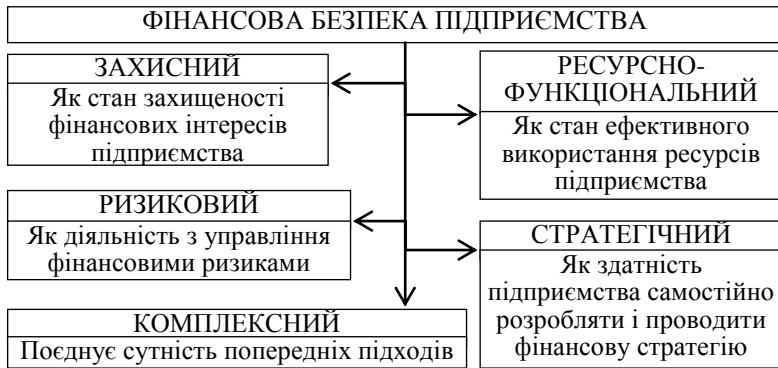 ФІНАНСОВА БЕЗПЕКА ПІДПРИЄМСТВА
ЗАХИСНИЙ
Як стан захищеності
фінансових інтересів
підприємства
РЕСУРСНО-
ФУНКЦІОНАЛЬНИЙ
Як стан ефективного
використання ресурсів
підприємства
РИЗИКОВИЙ
Як діяльність з управління
фінансовими ризиками
СТРАТЕГІЧНИЙ
Як здатність
підприємства самостійно
розробляти і проводити
фінансову стратегію
КОМПЛЕКСНИЙ
Поєднує сутність попередніх підходів